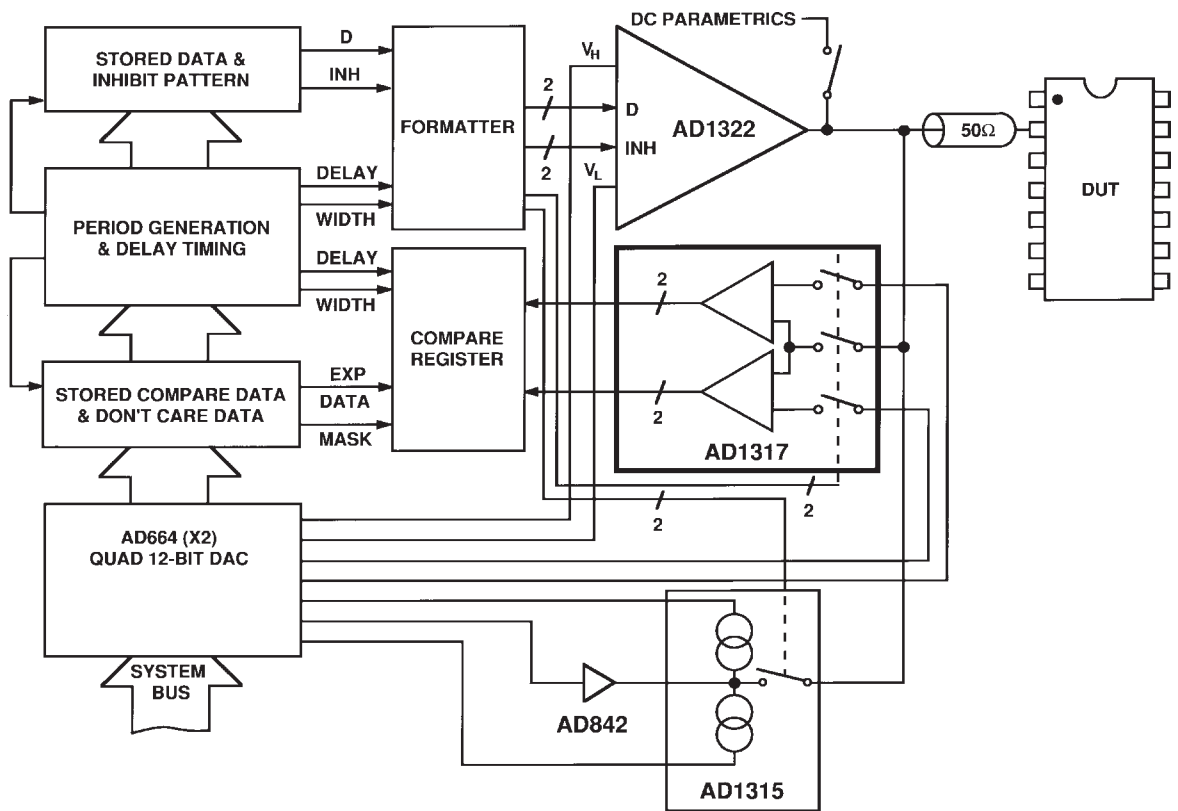 DC PARAMETRICS
STORED DATA &
INHIBIT PATTERN
D
INH
FORMATTER
2
2
VH
D
INH
VL
AD1322
50Ω
DUT
PERIOD GENERATION
& DELAY TIMING
DELAY
WIDTH
DELAY
WIDTH
COMPARE
REGISTER
2
2
AD1317
STORED COMPARE DATA
& DON'T CARE DATA
EXP
DATA
MASK
2
2
AD664 (X2)
QUAD 12-BIT DAC
SYSTEM
BUS
AD842
AD1315